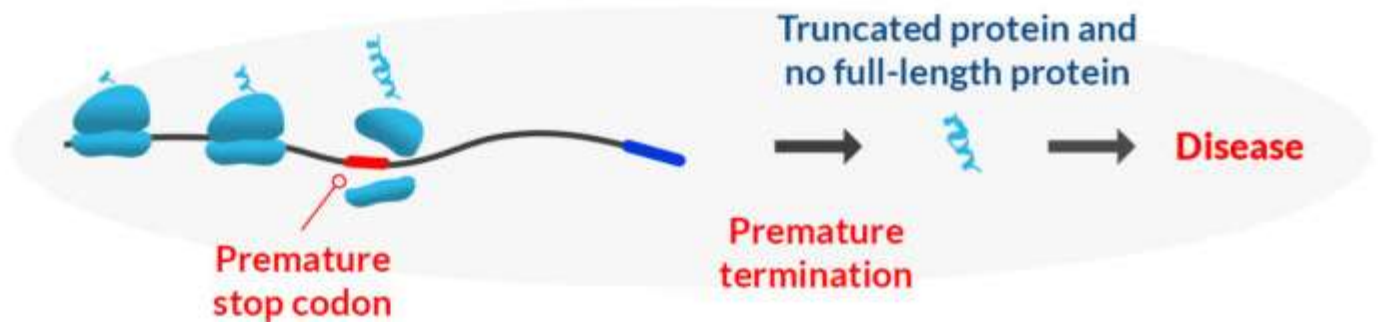 Truncated protein and
no full-length protein
Disease
Premature
stop codon
Premature
termination